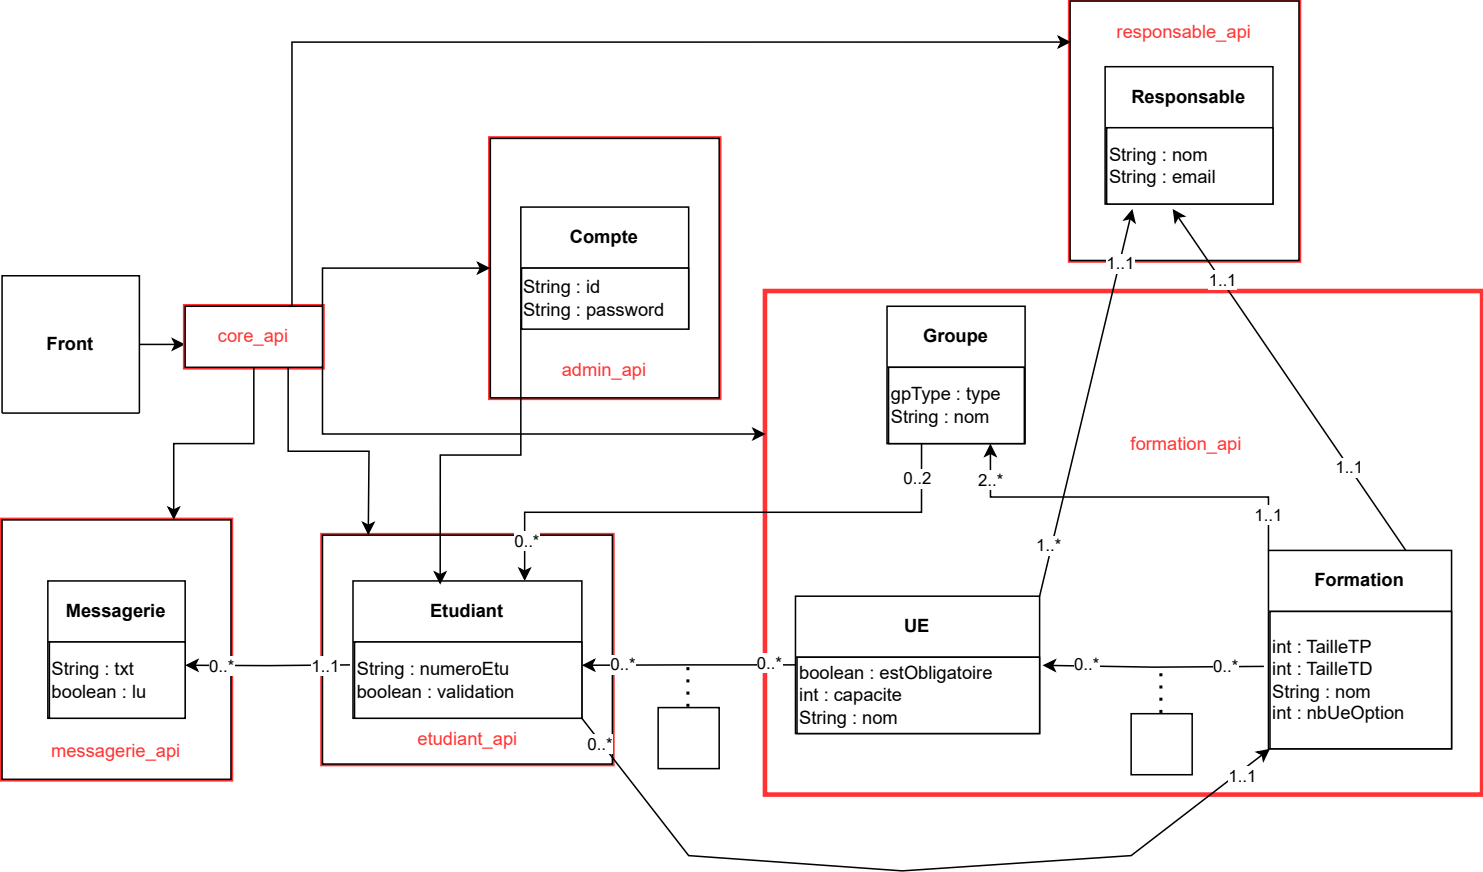 responsable_api
Responsable
String : nom
String : email
1..1
1..1
Compte
String : id
String : password
admin_api
Front
core_api
Groupe
gpType : type
String : nom
formation_api
0..2
2..*
1..1
1..1
0..*
1..*
Messagerie
String : txt
boolean : lu
messagerie_api
0..*
1..1
Etudiant
String : numeroEtu
boolean : validation
etudiant_api
0..*
0..*
0..*
UE
boolean : estObligatoire
int : capacite
String : nom
0..*
0..*
Formation
int : TailleTP
int : TailleTD
String : nom
int : nbUeOption
1..1